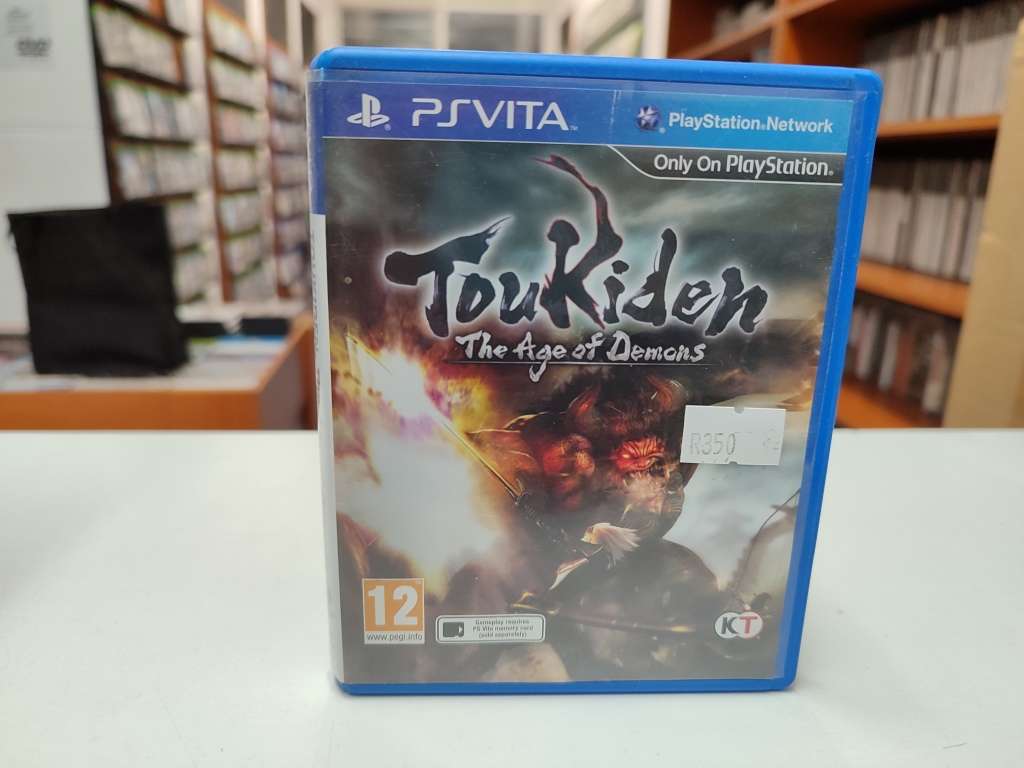 PSVITA™
PlayStation®Network
Only On PlayStation®
TouKiden
The Age of Demons
R350
12
www.pegi.info
Gameplay requires
PS Vita memory card
(sold separately)
KT